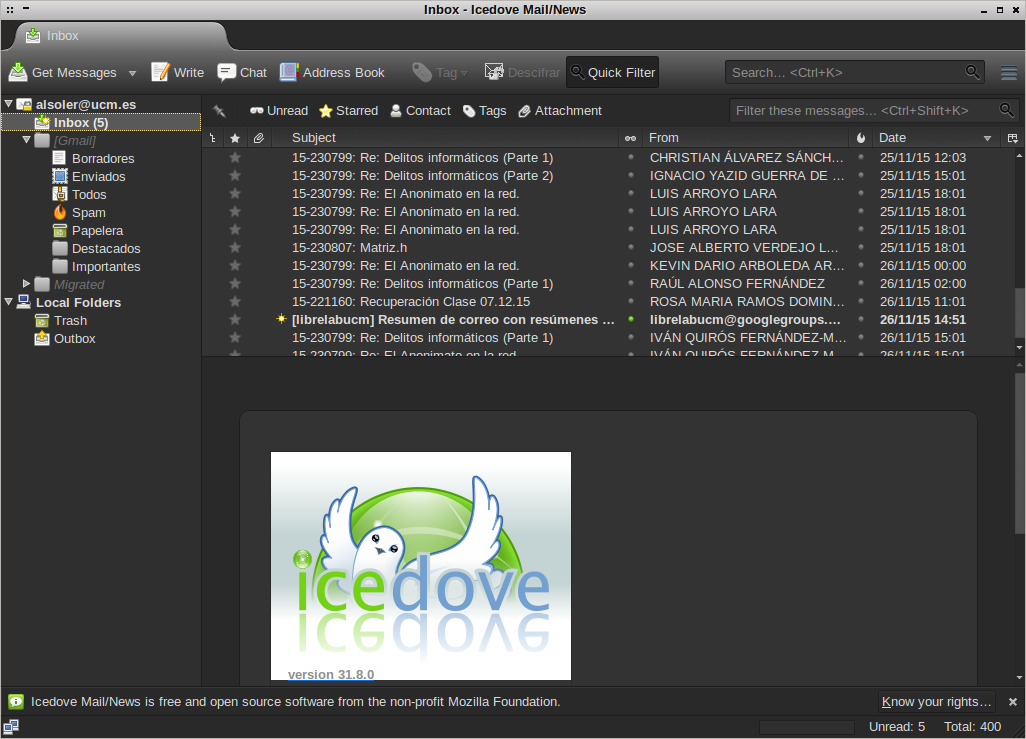 Inbox - Icedove Mail/News
Inbox
Get Messages Write Chat Address Book Tag Descifrar Quick Filter Search... <Ctrl+K>
alsoler@ucm.es
Inbox (5)
[Gmail]
Borradores
Enviados
Todos
Spam
Papelera
Destacados
Importantes
Migrated
Local Folders
Trash
Outbox
Unread Starred Contact Tags Attachment Filter these messages... <Ctrl+Shift+K>
Subject From Date
15-230799: Re: Delitos informáticos (Parte 1) CHRISTIAN ÁLVAREZ SÁNCH... 25/11/15 12:03
15-230799: Re: Delitos informáticos (Parte 2) IGNACIO YAZID GUERRA DE ... 25/11/15 15:01
15-230799: Re: El Anonimato en la red. LUIS ARROYO LARA 25/11/15 18:01
15-230799: Re: El Anonimato en la red. LUIS ARROYO LARA 25/11/15 18:01
15-230799: Re: El Anonimato en la red. LUIS ARROYO LARA 25/11/15 18:01
15-230807: Matriz.h JOSE ALBERTO VERDEJO L... 25/11/15 18:01
15-230799: Re: El Anonimato en la red. KEVIN DARIO ARBOLEDA AR... 26/11/15 00:00
15-230799: Re: Delitos informáticos (Parte 1) RAÚL ALONSO FERNÁNDEZ 26/11/15 02:00
15-221160: Recuperación Clase 07.12.15 ROSA MARIA RAMOS DOMIN... 26/11/15 11:01
[librelabucm] Resumen de correo con resúmenes ... librelabucm@googlegroups.... 26/11/15 14:51
15-230799: Re: Delitos informáticos (Parte 1) IVÁN QUIRÓS FERNÁNDEZ-M... 26/11/15 15:01
15-230799: Re: El Anonimato en la red. IVÁN QUIRÓS FERNÁNDEZ-M... 26/11/15 15:01
icedove
version 31.8.0
Icedove Mail/News is free and open source software from the non-profit Mozilla Foundation. Know your rights...
Unread: 5 Total: 400